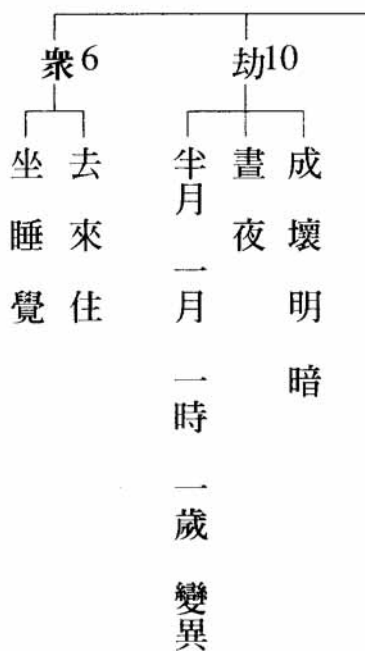 劫10
成壞明暗
晝夜
半月 一月 一時 一歲 變異
衆6
去來住
坐睡覺